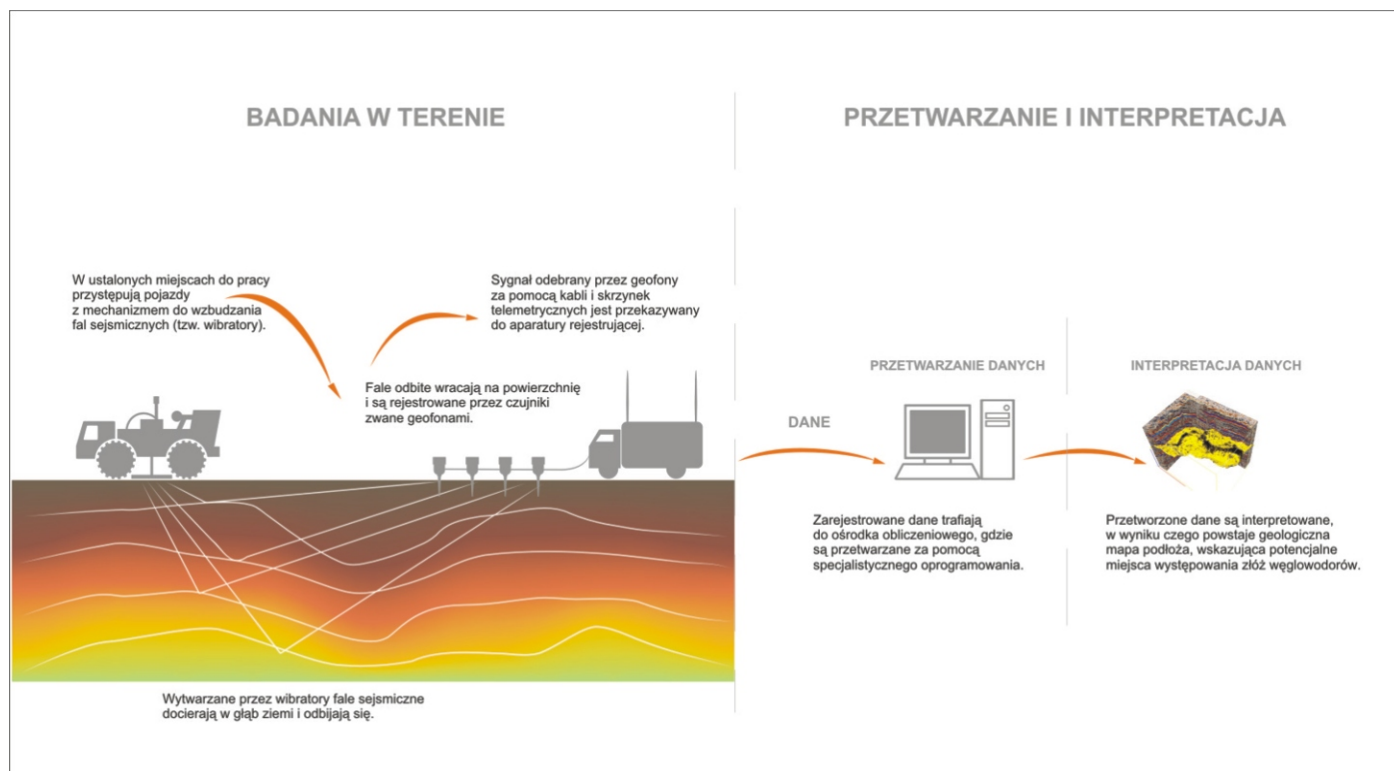 BADANIA W TERENIE
W ustalonych miejscach do pracy
przystępują pojazdy
z mechanizmem do wzbudzania
fal sejsmicznych (tzw. wibratory).
Sygnał odebrany przez geofony
za pomocą kabli i skrzynek
telemetrycznych jest przekazywany
do aparatury rejestrującej.
Fale odbite wracają na powierzchnię
i są rejestrowane przez czujniki
zwane geofonami.
Wytwarzane przez wibratory fale sejsmiczne
docierają w głąb ziemi i odbijają się.
PRZETWARZANIE I INTERPRETACJA
DANE
PRZETWARZANIE DANYCH
Zarejestrowane dane trafiają
do ośrodka obliczeniowego, gdzie
są przetwarzane za pomocą
specjalistycznego oprogramowania.
INTERPRETACJA DANYCH
Przetworzone dane są interpretowane,
w wyniku czego powstaje geologiczna
mapa podłoża, wskazująca potencjalne
miejsca występowania złóż węglowodorów.